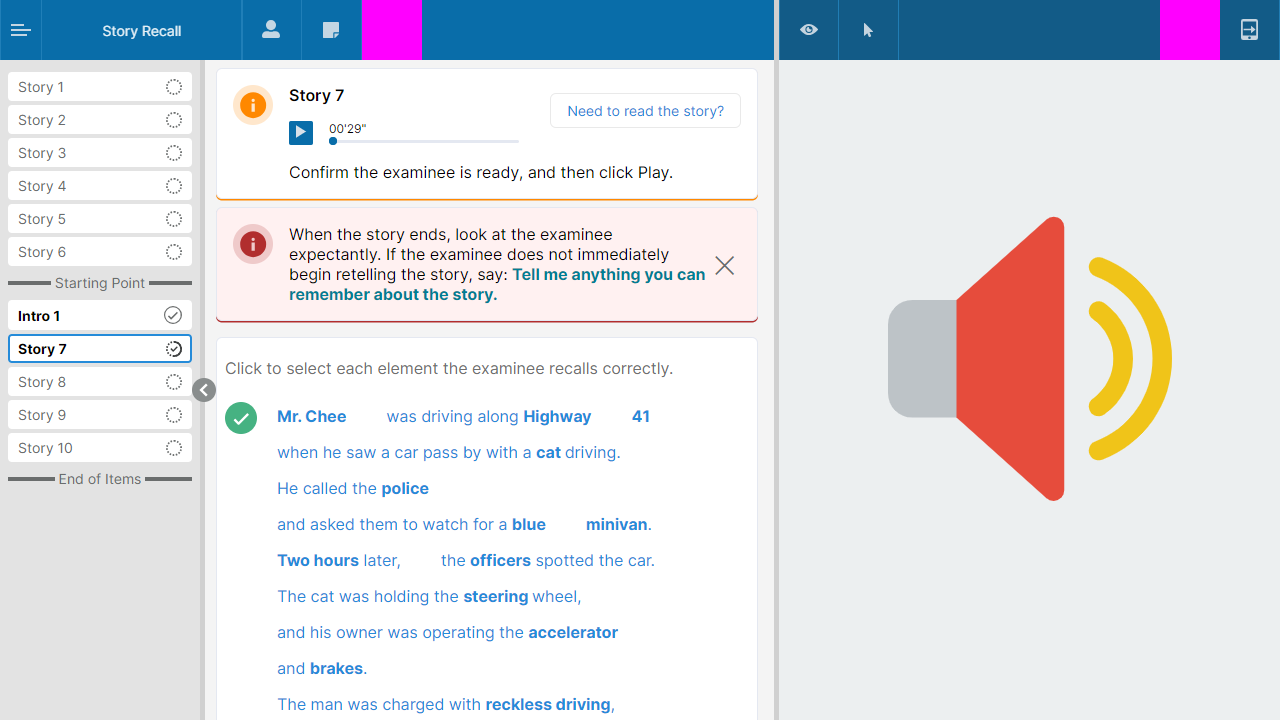 Story Recall
Story 1
Story 2
Story 3
Story 4
Story 5
Story 6
Starting Point
Intro 1
Story 7
Story 8
Story 9
Story 10
End of Items
Story 7
Need to read the story?
00'29"
Confirm the examinee is ready, and then click Play.
When the story ends, look at the examinee
expectantly. If the examinee does not immediately
begin retelling the story, say: Tell me anything you can
remember about the story.
Click to select each element the examinee recalls correctly.
Mr. Chee was driving along Highway 41
when he saw a car pass by with a cat driving.
He called the police
and asked them to watch for a blue minivan.
Two hours later, the officers spotted the car.
The cat was holding the steering wheel,
and his owner was operating the accelerator
and brakes.
The man was charged with reckless driving,